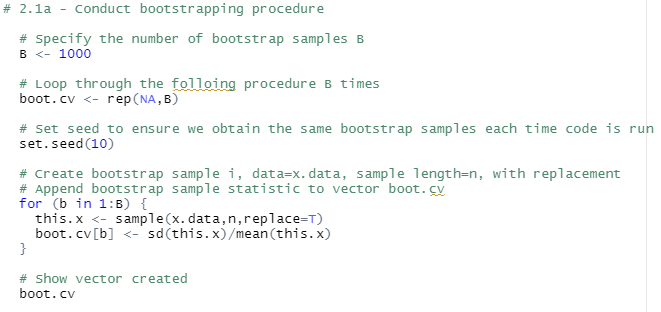 # 2.1a - Conduct bootstrapping procedure
# Specify the number of bootstrap samples B
B <- 1000
# Loop through the folloing procedure B times
boot.cv <- rep(NA,B)
# Set seed to ensure we obtain the same bootstrap samples each time code is run
set.seed(10)
# Create bootstrap sample i, data=x.data, sample length=n, with replacement
# Append bootstrap sample statistic to vector boot.cv
for (b in 1:B) {
this.x <- sample(x.data,n,replace=T)
boot.cv[b] <- sd(this.x)/mean(this.x)
}
# Show vector created
boot.cv